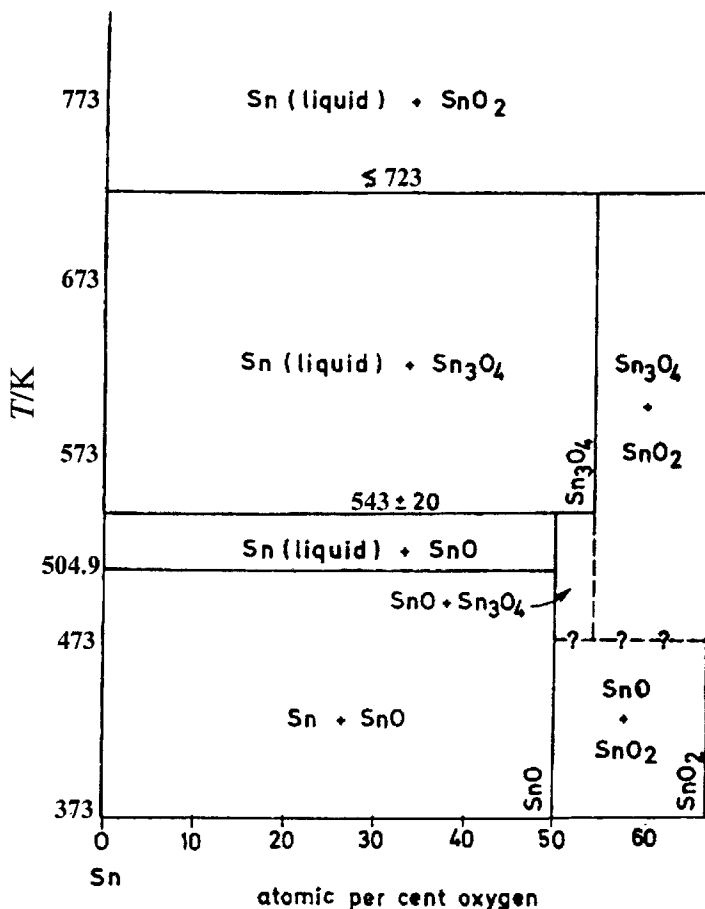 773
Sn (liquid) + SnO₂
≤ 723
673
Sn (liquid) + Sn₃O₄
Sn₃O₄
+
SnO₂
T/K
573
Sn₃O₄
543 ± 20
Sn (liquid) + SnO
504.9
SnO + Sn₃O₄
473
? ? ?
Sn + SnO
SnO
+
SnO₂
SnO
SnO₂
373
0 10 20 30 40 50 60
Sn
atomic per cent oxygen